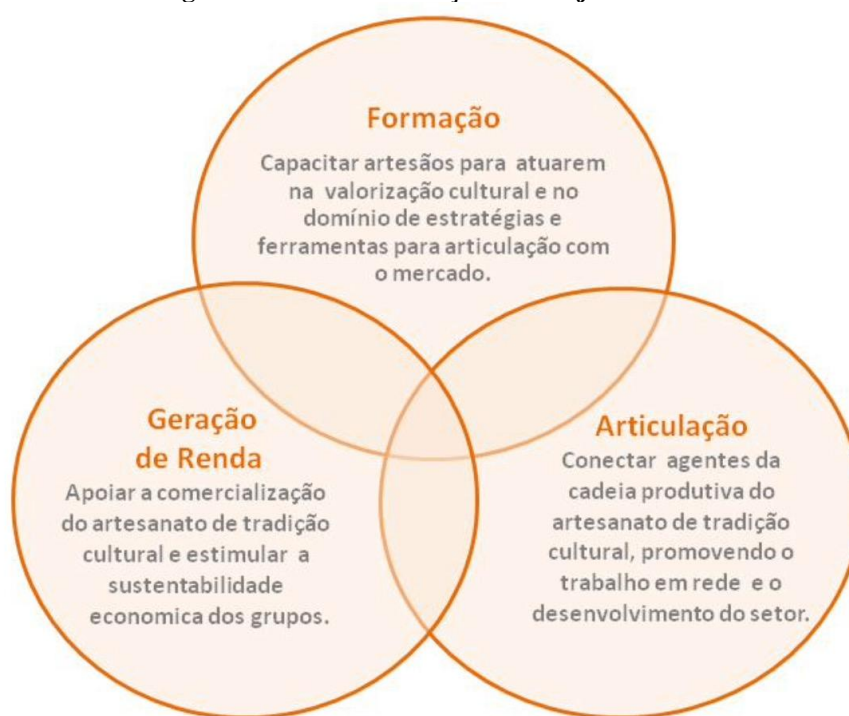 Formação
Capacitar artesãos para atuarem
na valorização cultural e no
domínio de estratégias e
ferramentas para articulação com
o mercado.
Geração
de Renda
Apoiar a comercialização
do artesanato de tradição
cultural e estimular a
sustentabilidade
economica dos grupos.
Articulação
Conectar agentes da
cadeia produtiva do
artesanato de tradição
cultural, promovendo o
trabalho em rede e o
desenvolvimento do setor.